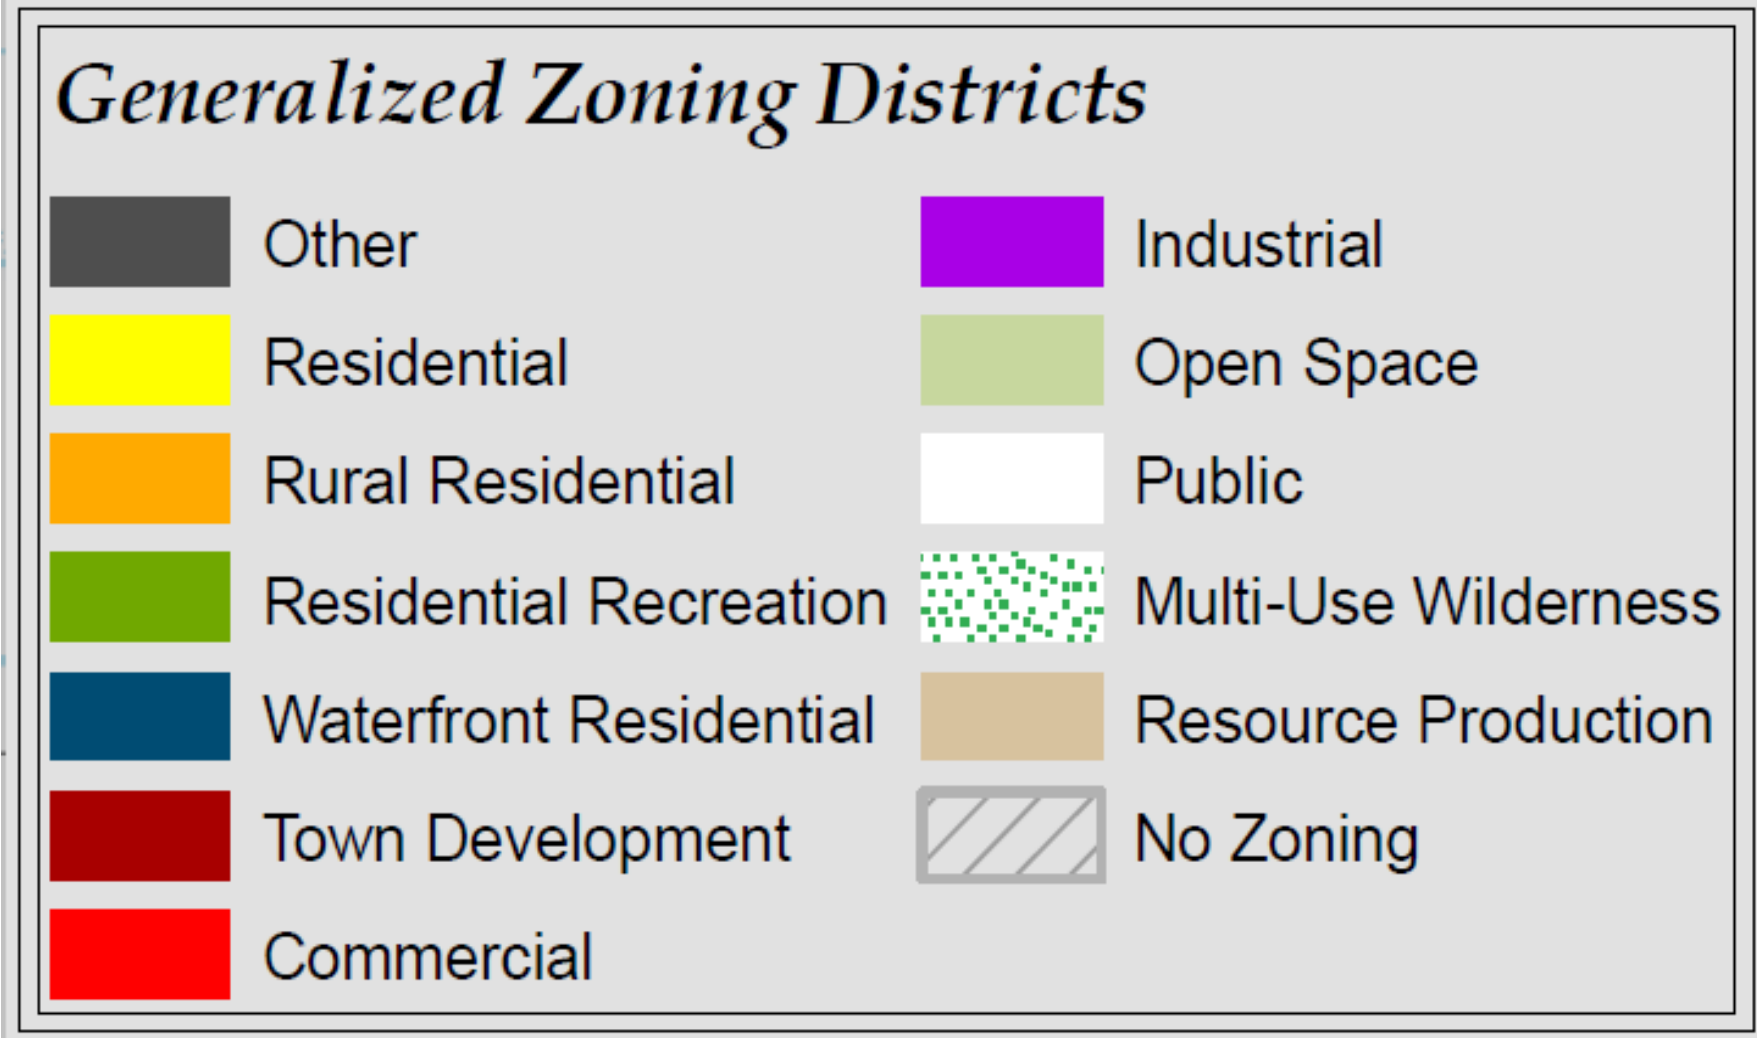 Generalized Zoning Districts
Other
Residential
Rural Residential
Residential Recreation
Waterfront Residential
Town Development
Commercial
Industrial
Open Space
Public
Multi-Use Wilderness
Resource Production
No Zoning